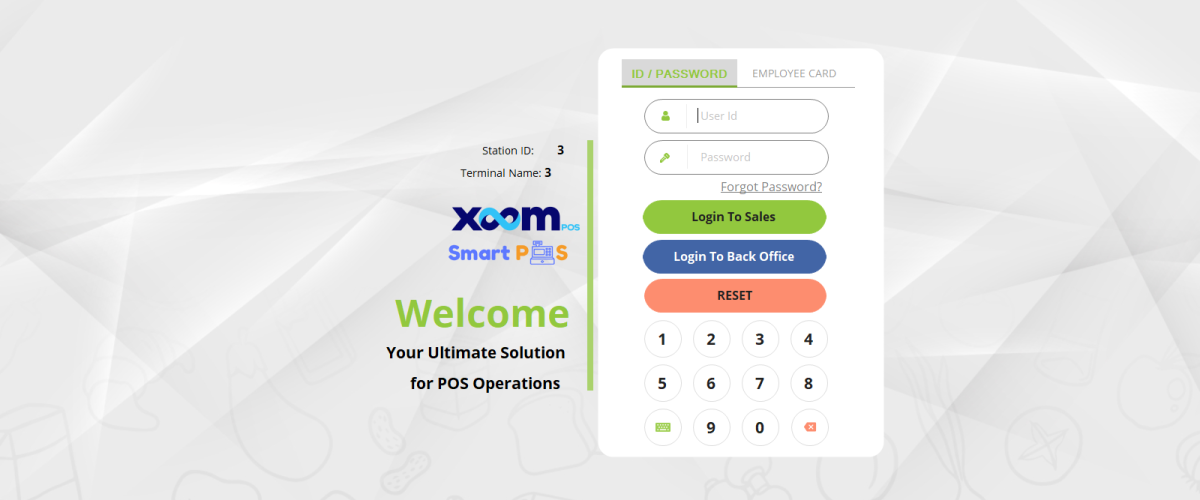 Station ID: 3
Terminal Name: 3
xoom POS
Smart POS
Welcome
Your Ultimate Solution
for POS Operations
ID / PASSWORD EMPLOYEE CARD
User Id
Password
Forgot Password?
Login To Sales
Login To Back Office
RESET
1 2 3 4
5 6 7 8
9 0